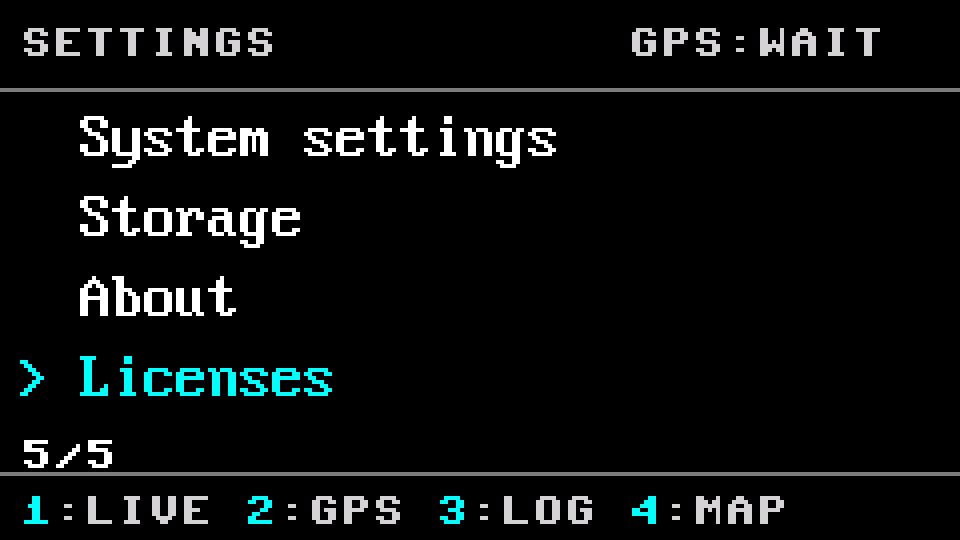 SETTINGS GPS:WAIT
System settings
Storage
About
> Licenses
5/5
1:LIVE 2:GPS 3:LOG 4:MAP